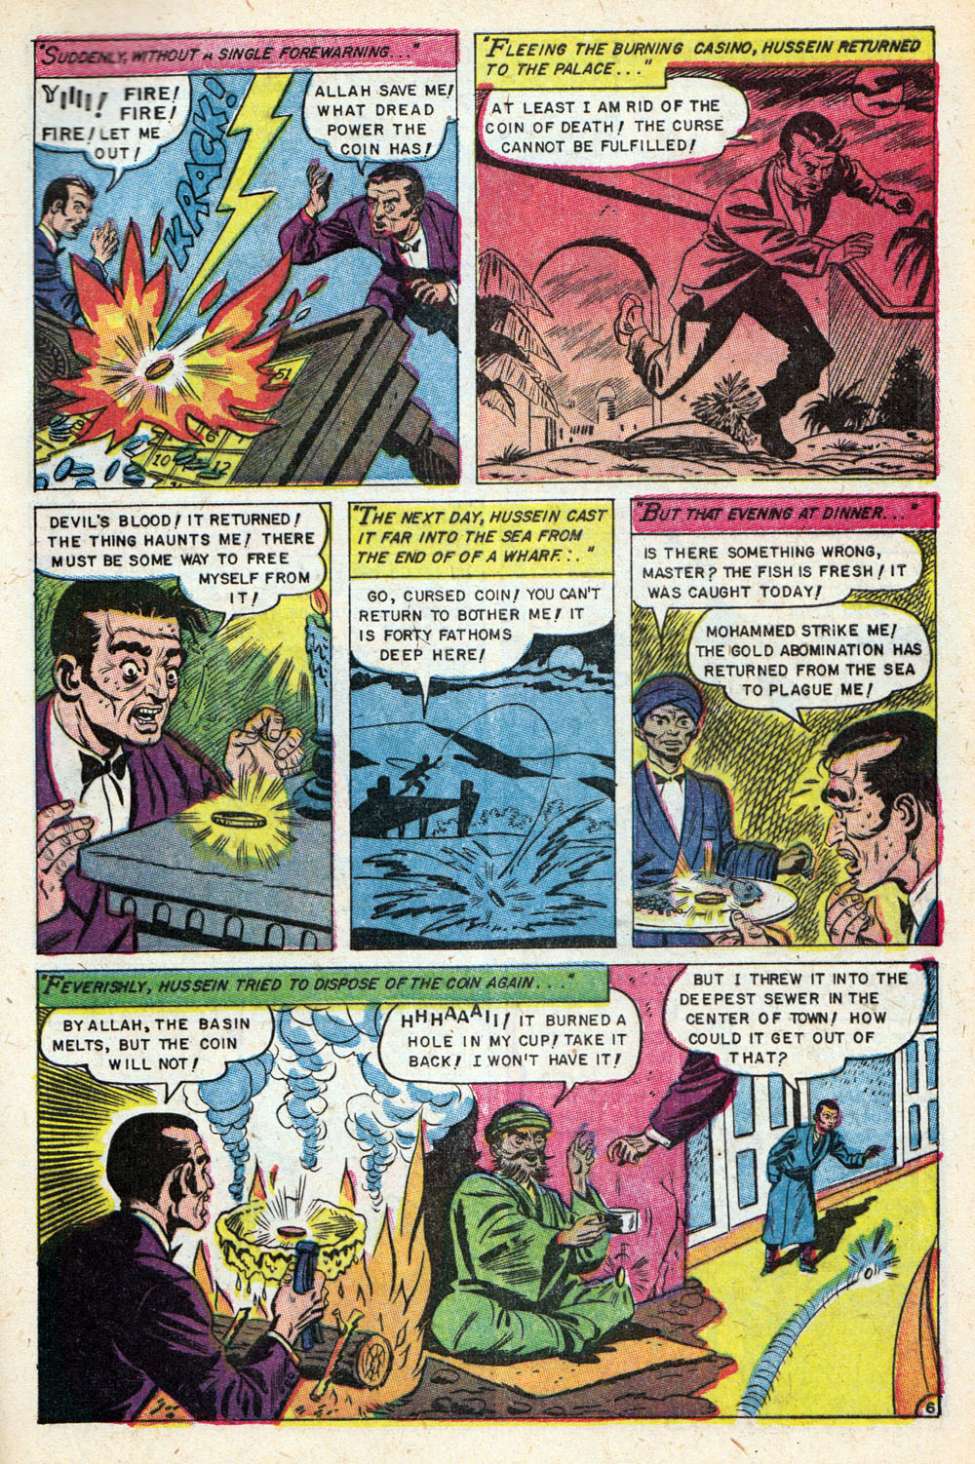 "SUDDENLY, WITHOUT A SINGLE FOREWARNING..."
YIIII! FIRE!
FIRE!
FIRE! LET ME
OUT!
KRACK!
ALLAH SAVE ME!
WHAT DREAD
POWER THE
COIN HAS!
51
6
10
12
"FLEEING THE BURNING CASINO, HUSSEIN RETURNED
TO THE PALACE..."
AT LEAST I AM RID OF THE
COIN OF DEATH! THE CURSE
CANNOT BE FULFILLED!
DEVIL'S BLOOD! IT RETURNED!
THE THING HAUNTS ME! THERE
MUST BE SOME WAY TO FREE
MYSELF FROM
IT!
"THE NEXT DAY, HUSSEIN CAST
IT FAR INTO THE SEA FROM
THE END OF OF A WHARF..."
GO, CURSED COIN! YOU CAN'T
RETURN TO BOTHER ME! IT
IS FORTY FATHOMS
DEEP HERE!
"BUT THAT EVENING AT DINNER..."
IS THERE SOMETHING WRONG,
MASTER? THE FISH IS FRESH! IT
WAS CAUGHT TODAY!
MOHAMMED STRIKE ME!
THE GOLD ABOMINATION HAS
RETURNED FROM THE SEA
TO PLAGUE ME!
"FEVERISHLY, HUSSEIN TRIED TO DISPOSE OF THE COIN AGAIN..."
BY ALLAH, THE BASIN
MELTS, BUT THE COIN
WILL NOT!
HHHAAAIII! IT BURNED A
HOLE IN MY CUP! TAKE IT
BACK! I WON'T HAVE IT!
BUT I THREW IT INTO THE
DEEPEST SEWER IN THE
CENTER OF TOWN! HOW
COULD IT GET OUT OF
THAT?
6